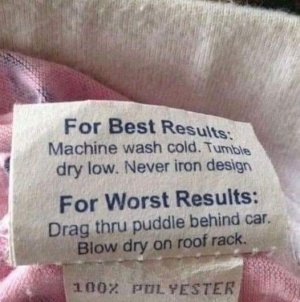 For Best Results:
Machine wash cold. Tumble
dry low. Never iron design
For Worst Results:
Drag thru puddle behind car.
Blow dry on roof rack.
100% POLYESTER